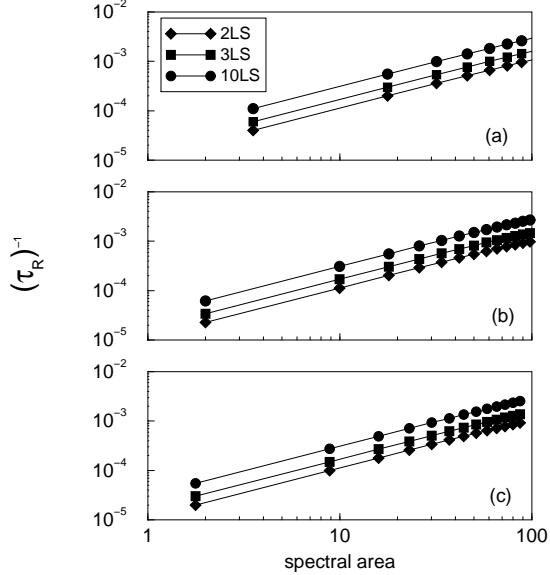 10⁻²
2LS
3LS
10LS
10⁻³
10⁻⁴
10⁻⁵
(a)
10⁻²
10⁻³
10⁻⁴
10⁻⁵
(b)
(τ_R)⁻¹
10⁻²
10⁻³
10⁻⁴
10⁻⁵
(c)
1 10 100
spectral area